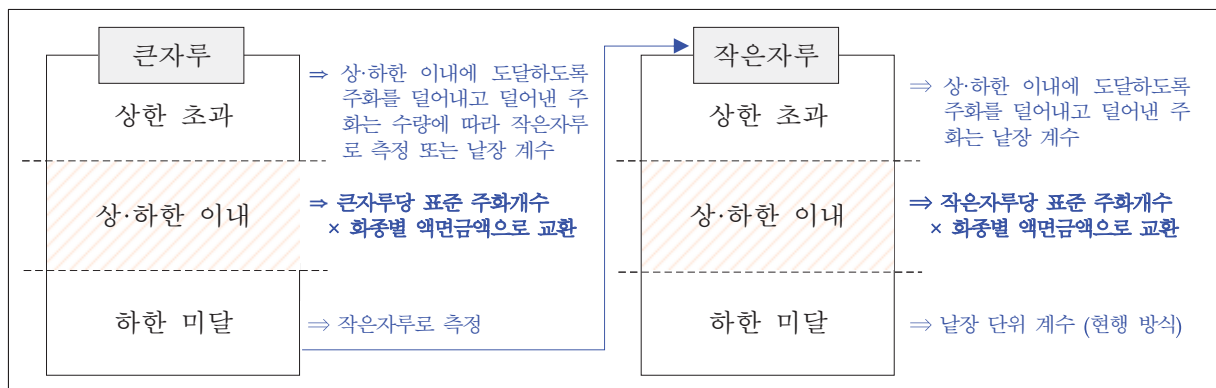 큰자루
상한 초과
⇒ 상·하한 이내에 도달하도록
주화를 덜어내고 덜어낸 주
화는 수량에 따라 작은자루
로 측정 또는 낱장 계수
상·하한 이내
⇒ 큰자루당 표준 주화개수
× 화종별 액면금액으로 교환
하한 미달
⇒ 작은자루로 측정
작은자루
상한 초과
⇒ 상·하한 이내에 도달하도록
주화를 덜어내고 덜어낸 주
화는 낱장 계수
상·하한 이내
⇒ 작은자루당 표준 주화개수
× 화종별 액면금액으로 교환
하한 미달
⇒ 낱장 단위 계수 (현행 방식)